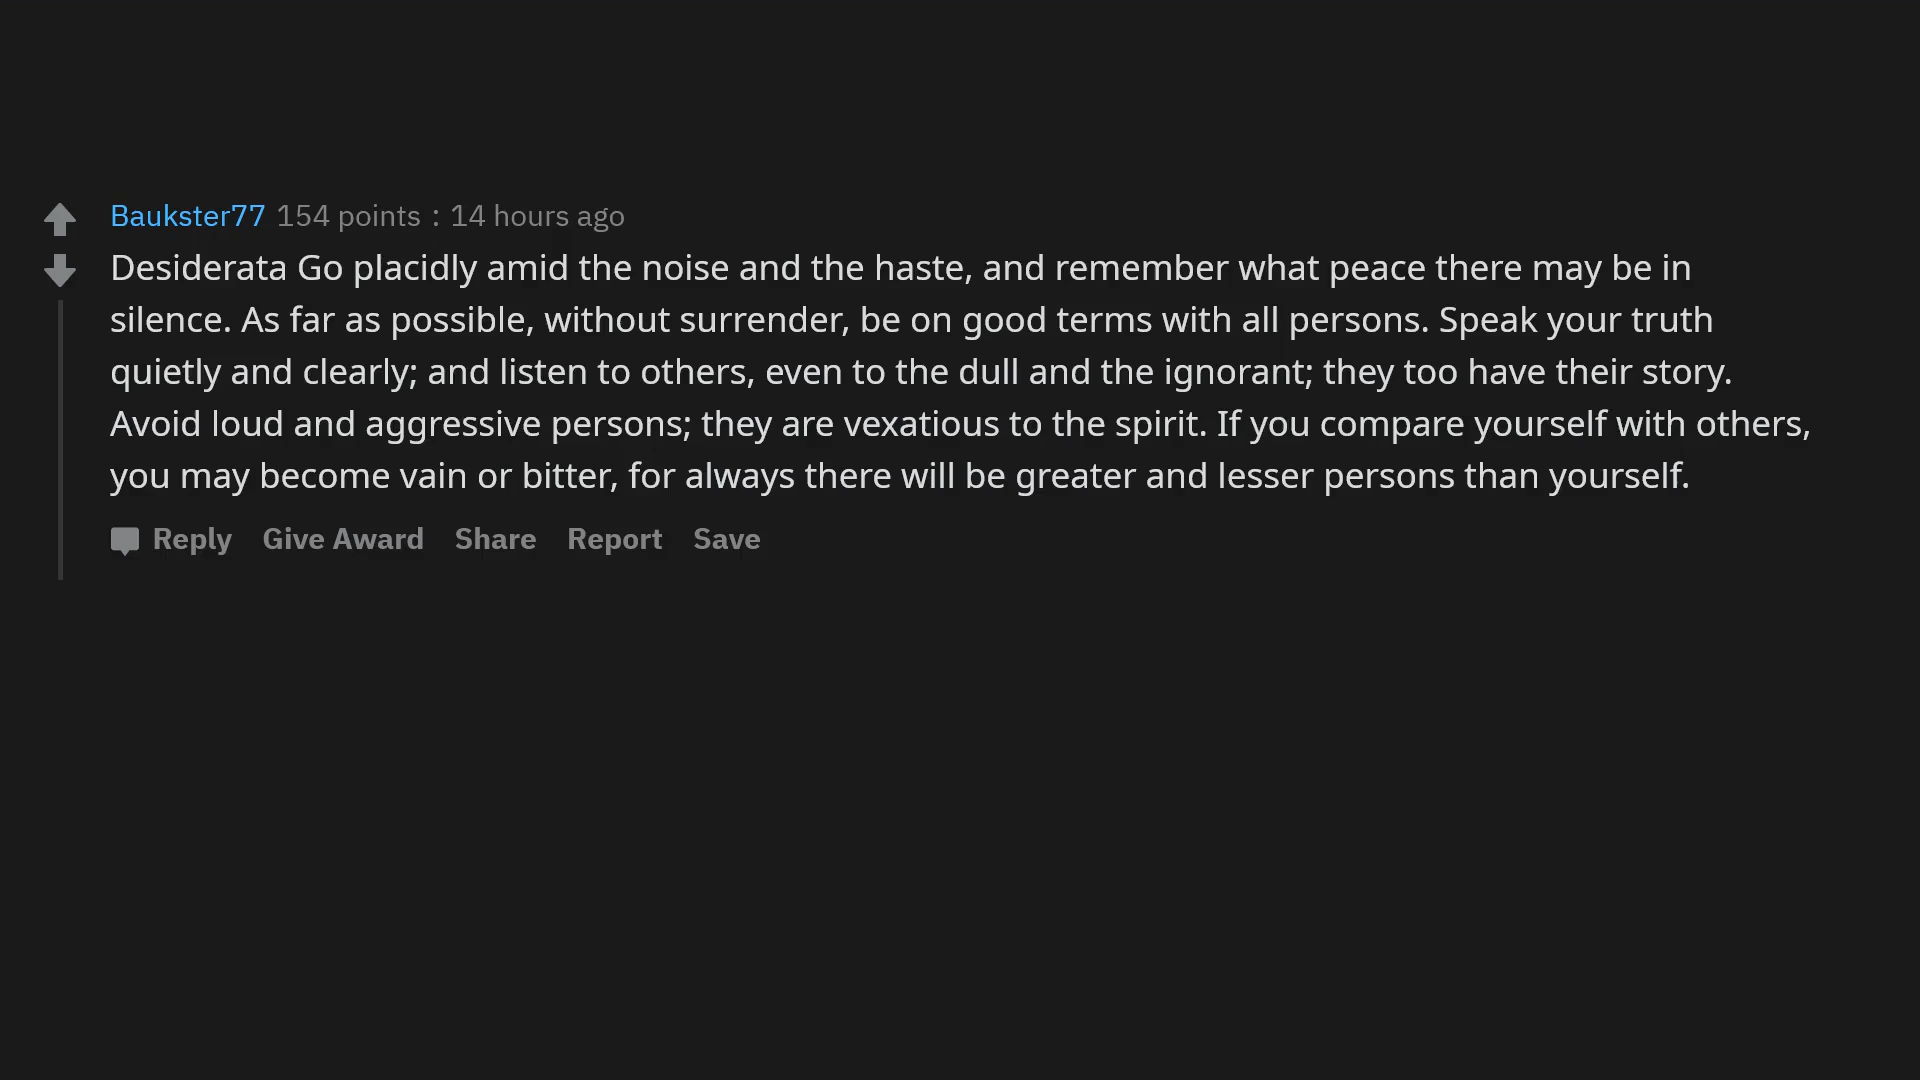 Baukster77 154 points : 14 hours ago
Desiderata Go placidly amid the noise and the haste, and remember what peace there may be in
silence. As far as possible, without surrender, be on good terms with all persons. Speak your truth
quietly and clearly; and listen to others, even to the dull and the ignorant; they too have their story.
Avoid loud and aggressive persons; they are vexatious to the spirit. If you compare yourself with others,
you may become vain or bitter, for always there will be greater and lesser persons than yourself.
Reply Give Award Share Report Save